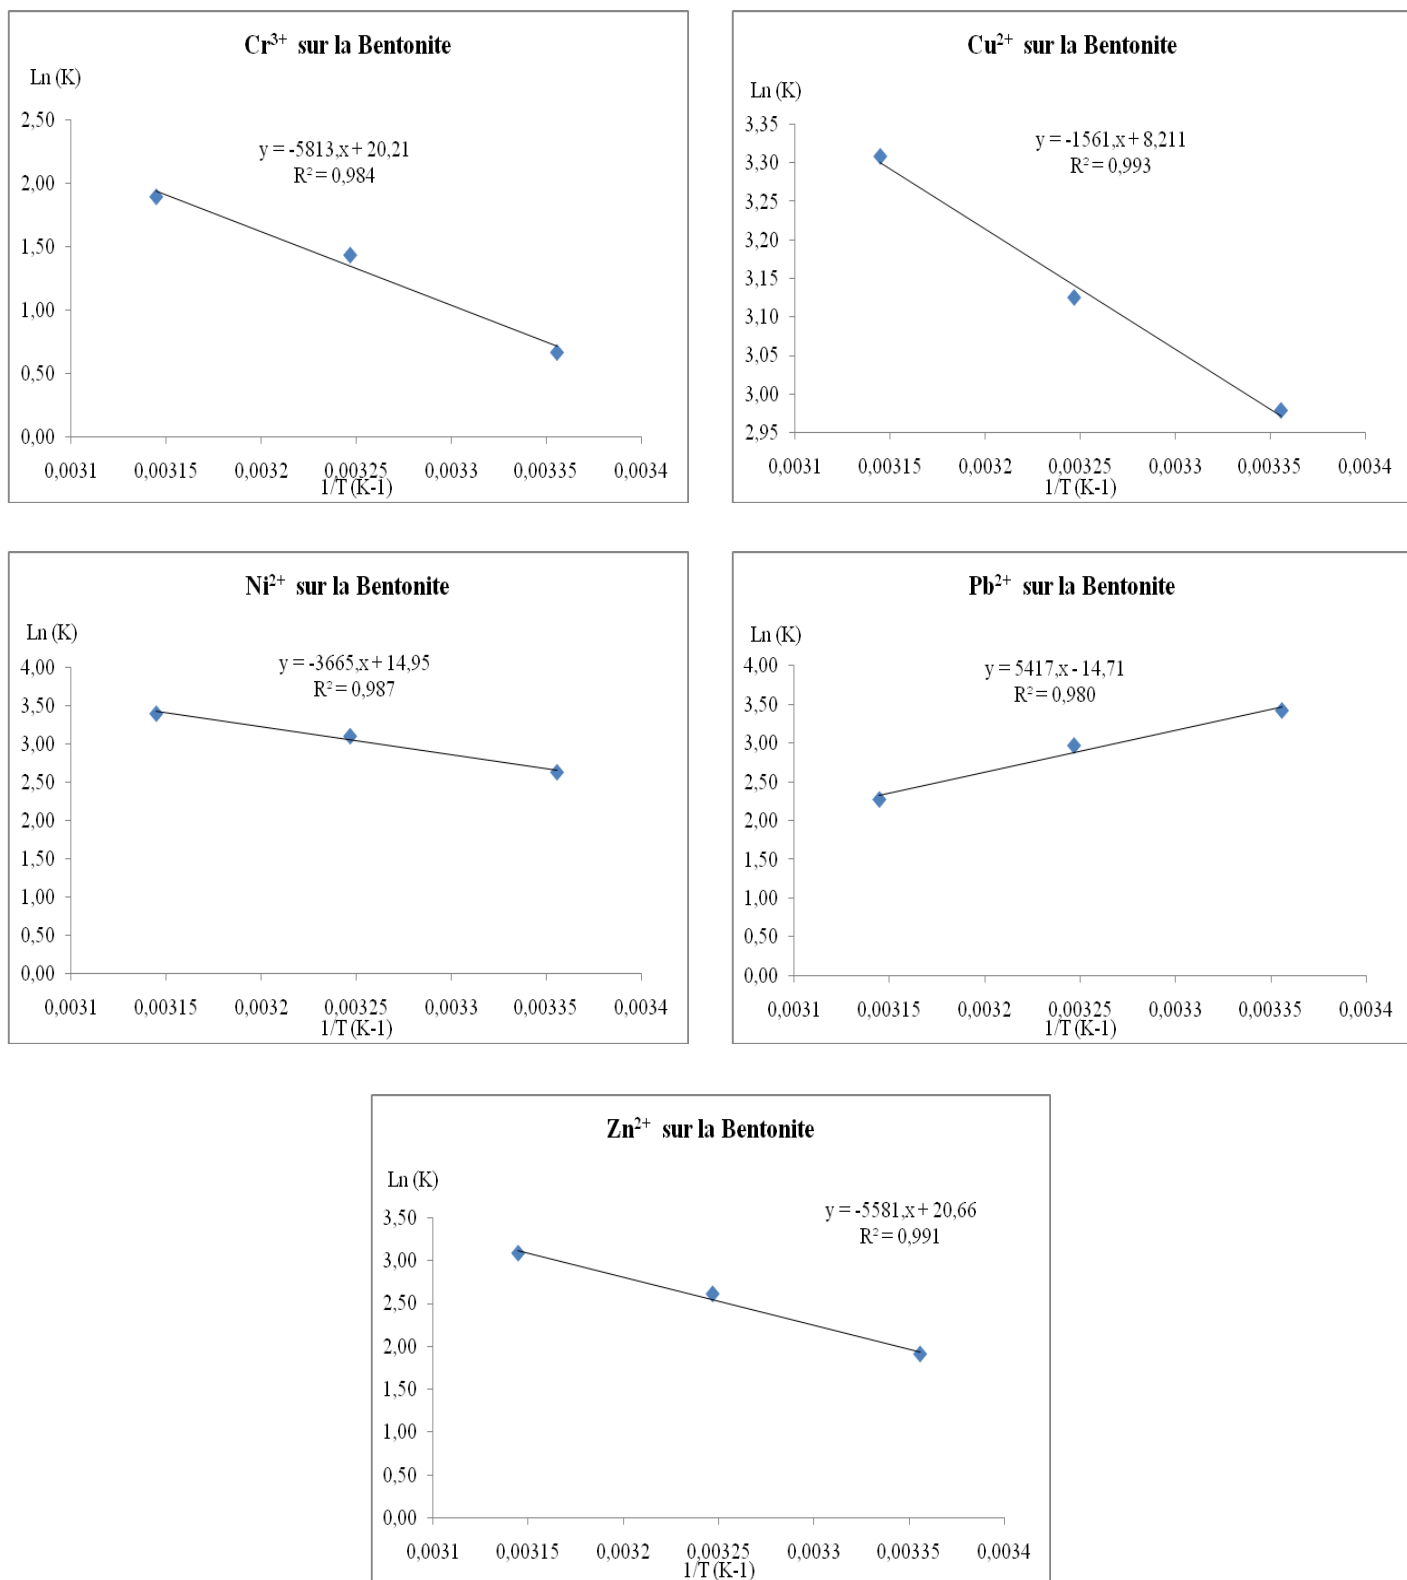 Cr³⁺ sur la Bentonite
Ln (K)
y = -5813,x + 20,21
R² = 0,984
2,50
2,00
1,50
1,00
0,50
0,00
0,0031 0,00315 0,0032 0,00325 0,0033 0,00335 0,0034
1/T (K-1)
Cu²⁺ sur la Bentonite
Ln (K)
y = -1561,x + 8,211
R² = 0,993
3,35
3,30
3,25
3,20
3,15
3,10
3,05
3,00
2,95
0,0031 0,00315 0,0032 0,00325 0,0033 0,00335 0,0034
1/T (K-1)
Ni²⁺ sur la Bentonite
Ln (K)
y = -3665,x + 14,95
R² = 0,987
4,00
3,50
3,00
2,50
2,00
1,50
1,00
0,50
0,00
0,0031 0,00315 0,0032 0,00325 0,0033 0,00335 0,0034
1/T (K-1)
Pb²⁺ sur la Bentonite
Ln (K)
y = 5417,x - 14,71
R² = 0,980
4,00
3,50
3,00
2,50
2,00
1,50
1,00
0,50
0,00
0,0031 0,00315 0,0032 0,00325 0,0033 0,00335 0,0034
1/T (K-1)
Zn²⁺ sur la Bentonite
Ln (K)
y = -5581,x + 20,66
R² = 0,991
3,50
3,00
2,50
2,00
1,50
1,00
0,50
0,00
0,0031 0,00315 0,0032 0,00325 0,0033 0,00335 0,0034
1/T (K-1)